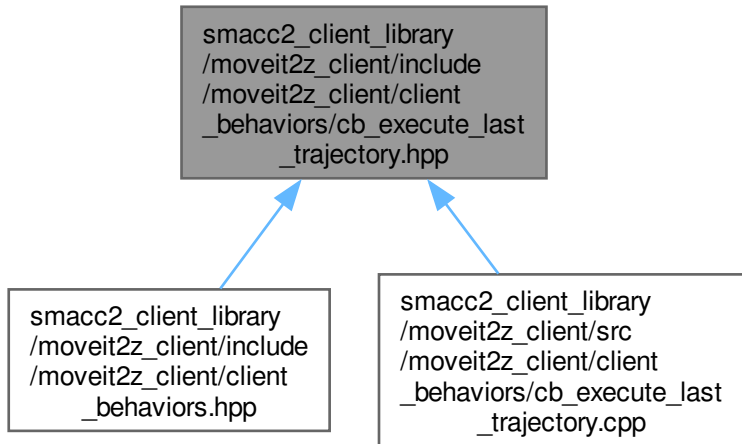 smacc2_client_library
/moveit2z_client/include
/moveit2z_client/client
_behaviors/cb_execute_last
_trajectory.hpp
smacc2_client_library
/moveit2z_client/include
/moveit2z_client/client
_behaviors.hpp
smacc2_client_library
/moveit2z_client/src
/moveit2z_client/client
_behaviors/cb_execute_last
_trajectory.cpp